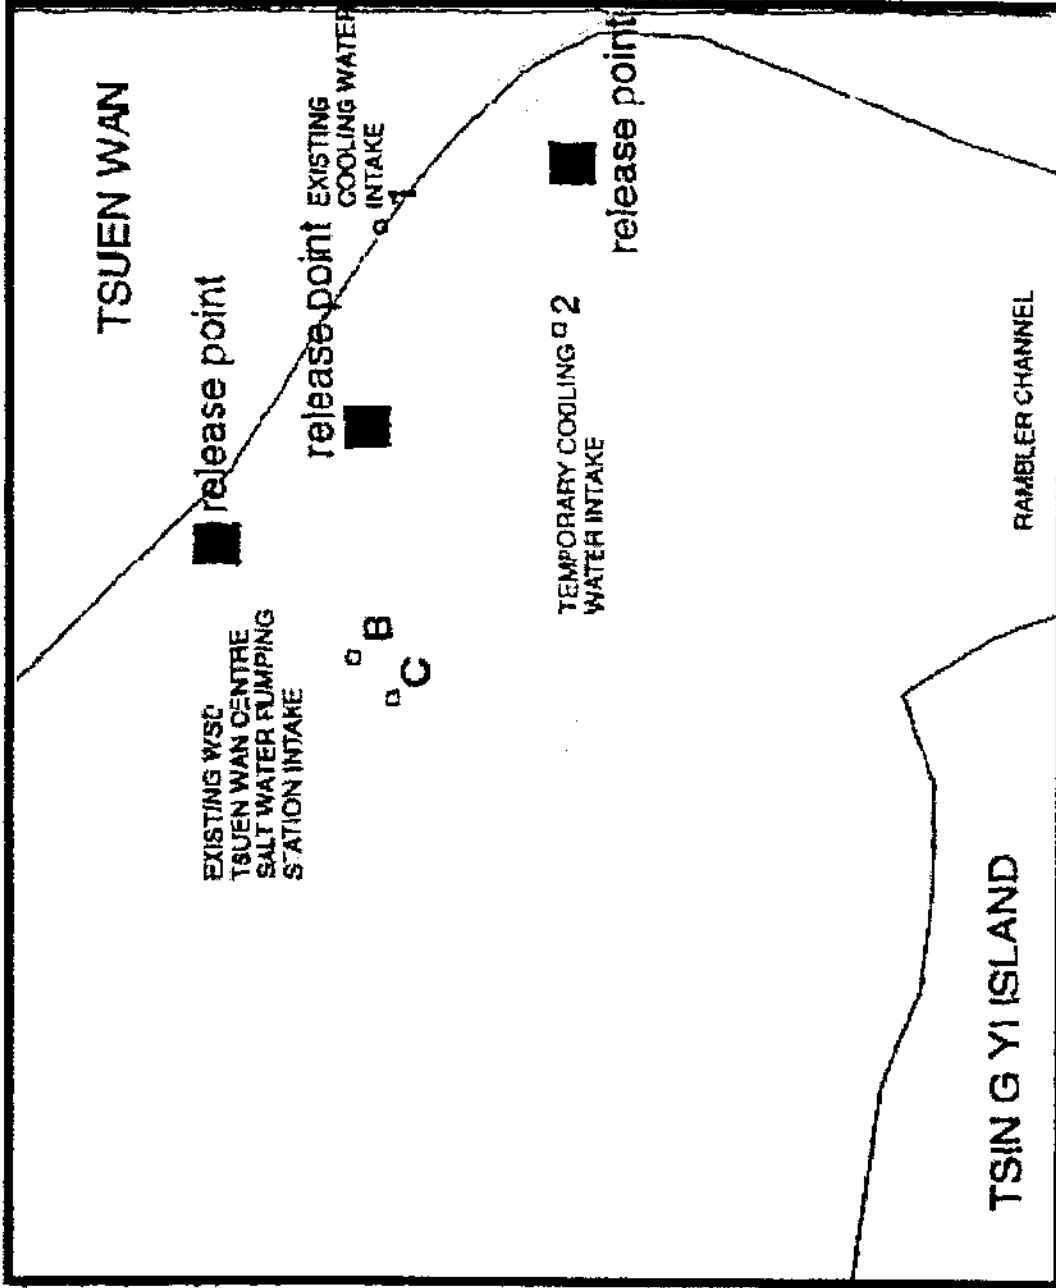 TSUEN WAN
release point
EXISTING
COOLING WATER
INTAKE
1
release point
release point
EXISTING WSD
TSUEN WAN CENTRE
SALT WATER PUMPING
STATION INTAKE
B
C
TEMPORARY COOLING
WATER INTAKE
2
RAMBLER CHANNEL
TSIN G YI ISLAND